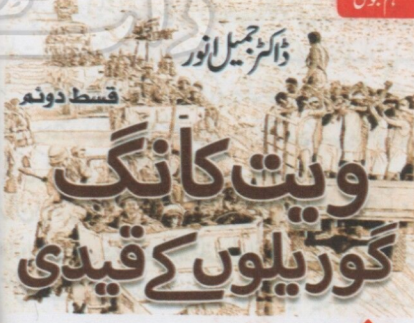 ڈاکٹر جمیل انور
قسط دوئم
ویت کانگ
گوریلوں کے قیدی